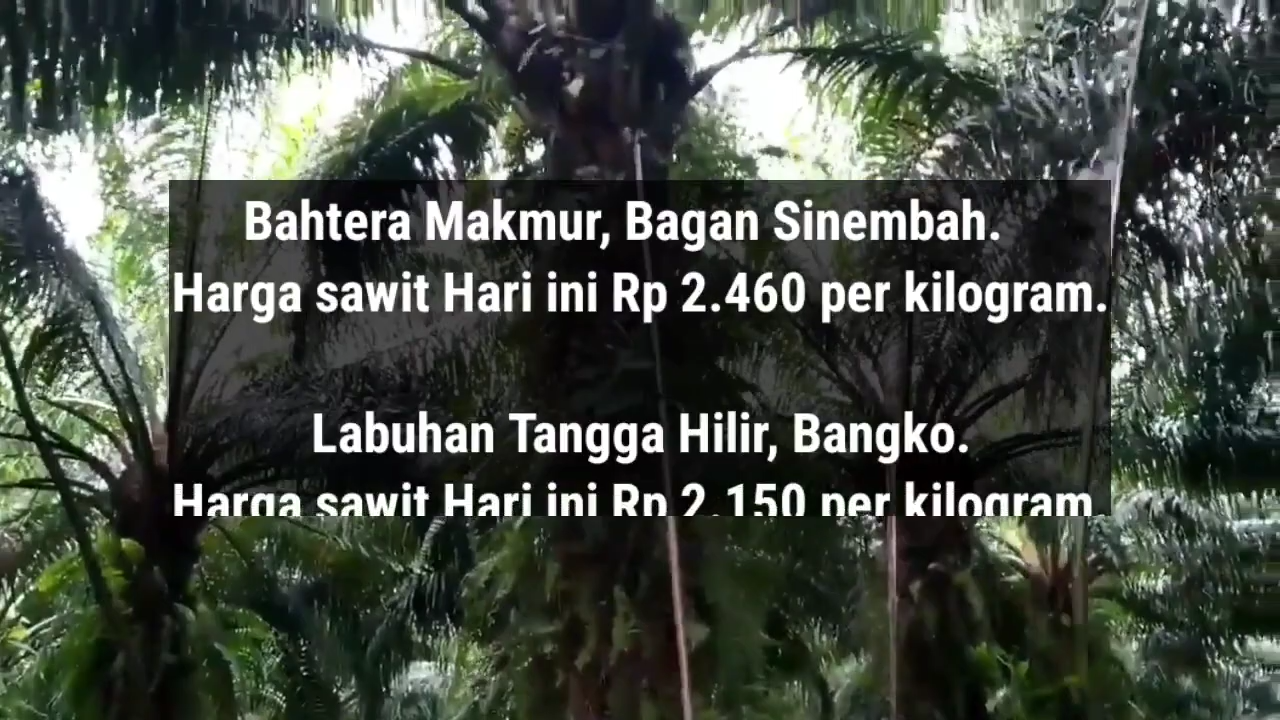 Bahtera Makmur, Bagan Sinembah.
Harga sawit Hari ini Rp 2.460 per kilogram.
Labuhan Tangga Hilir, Bangko.
Harga sawit Hari ini Rp 2.150 per kilogram.